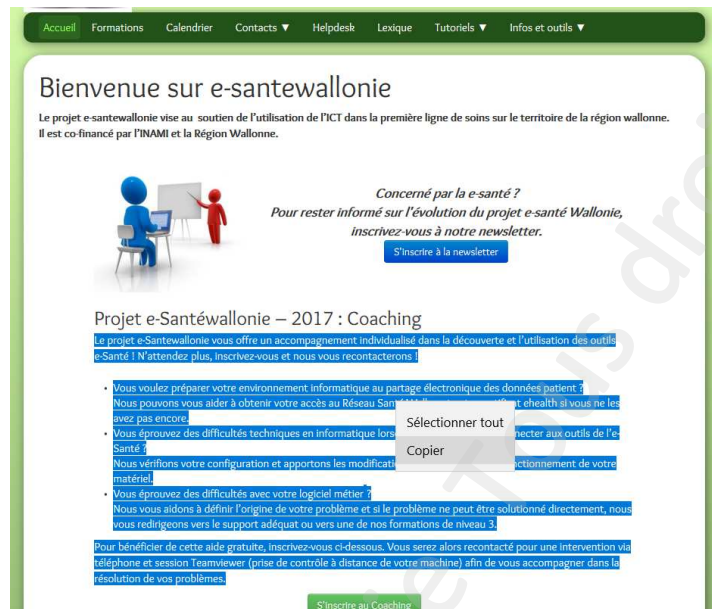 Accueil Formations Calendrier Contacts ▼ Helpdesk Lexique Tutoriels ▼ Infos et outils ▼
Bienvenue sur e-santewallonie
Le projet e-santewallonie vise au soutien de l'utilisation de l'ICT dans la première ligne de soins sur le territoire de la région wallonne.
Il est co-financé par l'INAMI et la Région Wallonne.
Concerné par la e-santé ?
Pour rester informé sur l'évolution du projet e-santé Wallonie,
inscrivez-vous à notre newsletter.
S'inscrire à la newsletter
Projet e-Santéwallonie – 2017 : Coaching
Le projet e-Santewallonie vous offre un accompagnement individualisé dans la découverte et l'utilisation des outils
e-Santé ! N'attendez plus, inscrivez-vous et nous vous recontacterons !
• Vous voulez préparer votre environnement informatique au partage électronique des données patient ?
Nous pouvons vous aider à obtenir votre accès au Réseau ehealth si vous ne les
avez pas encore.
• Vous éprouvez des difficultés techniques en informatique aux outils de l'e-
Santé ?
Nous vérifions votre configuration et apportons les de votre
matériel.
• Vous éprouvez des difficultés avec votre logiciel métier ?
Nous vous aidons à définir l'origine de votre problème et si le problème ne peut être solutionné directement, nous
vous redirigeons vers le support adéquat ou vers une de nos formations de niveau 3.
Sélectionner tout
Copier
Pour bénéficier de cette aide gratuite, inscrivez-vous ci-dessous. Vous serez alors recontacté pour une intervention via
téléphone et session Teamviewer (prise de contrôle à distance de votre machine) afin de vous accompagner dans la
résolution de vos problèmes.
S'inscrire au Coaching
Tous